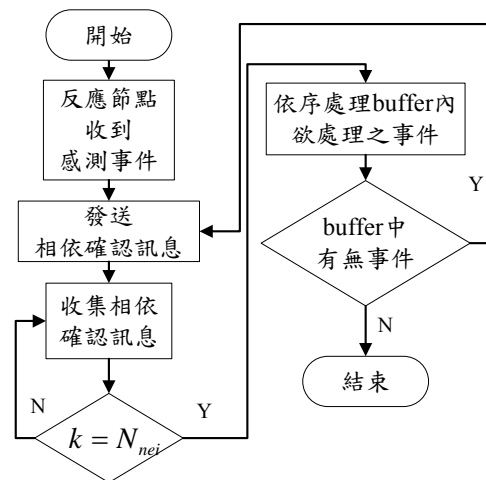 開始
反應節點
收到
感測事件
發送
相依確認訊息
收集相依
確認訊息
N
Y
k = N_nei
依序處理buffer內
欲處理之事件
Y
buffer中
有無事件
N
結束